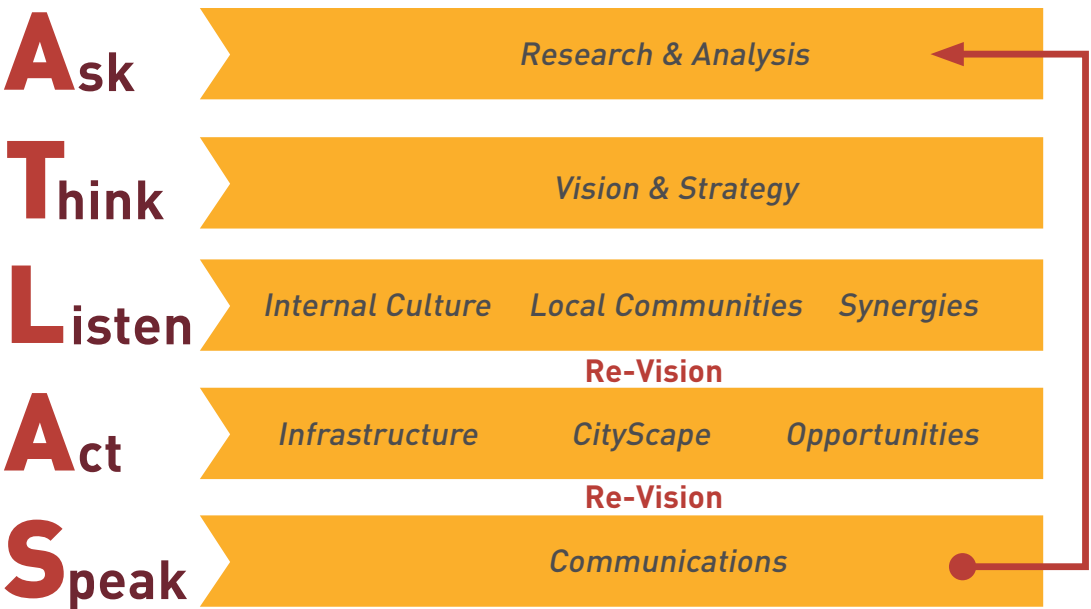 Ask
Research & Analysis
Think
Vision & Strategy
Listen
Internal Culture Local Communities Synergies
Re-Vision
Act
Infrastructure CityScape Opportunities
Re-Vision
Speak
Communications